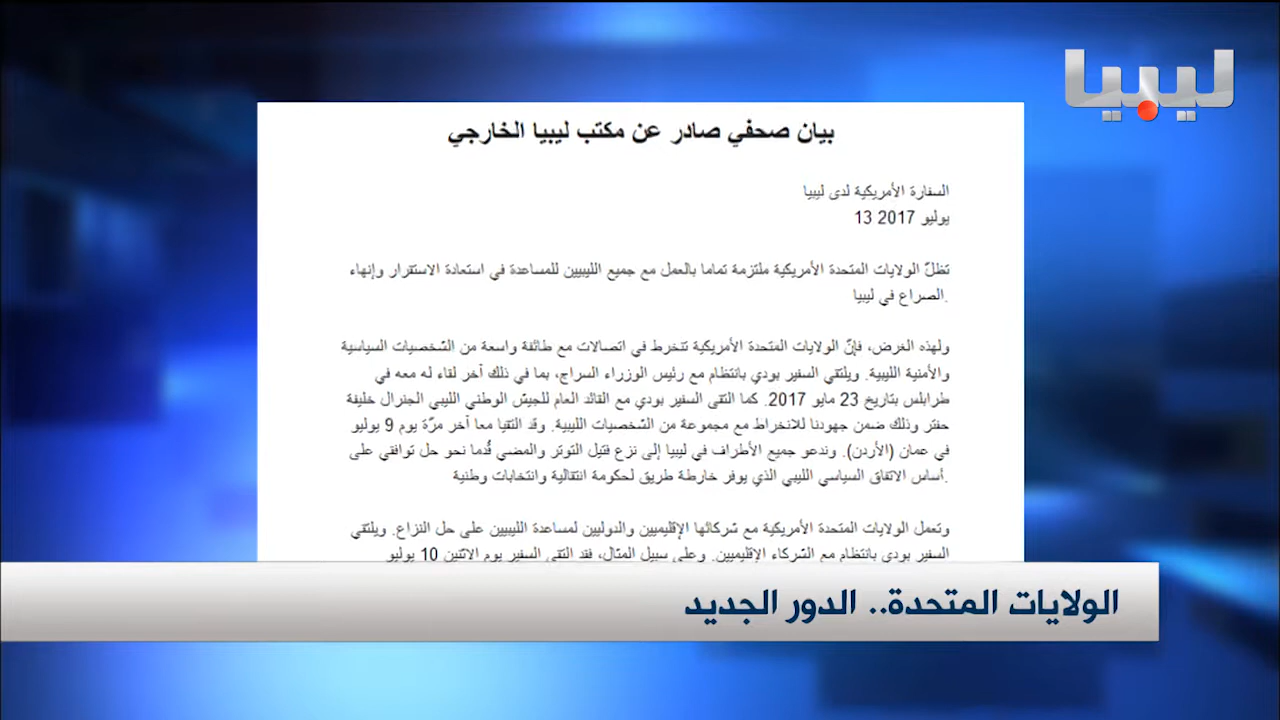 ليبيا
بيان صحفي صادر عن مكتب ليبيا الخارجي
السفارة الأمريكية لدى ليبيا
يوليو 2017 13
تظلّ الولايات المتحدة الأمريكية ملتزمة تماما بالعمل مع جميع الليبيين للمساعدة في استعادة الاستقرار وإنهاء
.الصراع في ليبيا
ولهذه الغرض، فإنّ الولايات المتحدة الأمريكية تنخرط في اتصالات مع طائفة واسعة من الشخصيات السياسية
والأمنية الليبية. ويلتقي السفير بودي بانتظام مع رئيس الوزراء السراج، بما في ذلك آخر لقاء له معه في
طرابلس بتاريخ 23 مايو 2017. كما التقى السفير بودي مع القائد العام للجيش الوطني الليبي الجنرال خليفة
حفتر وذلك ضمن جهودنا للانخراط مع مجموعة من الشخصيات الليبية. وقد التقيا معا آخر مرّة يوم 9 يوليو
في عمان (الأردن). وندعو جميع الأطراف في ليبيا إلى نزع فتيل التوتر والمضي قُدما نحو حل توافقي على
.أساس الاتفاق السياسي الليبي الذي يوفر خارطة طريق لحكومة انتقالية وانتخابات وطنية
وتعمل الولايات المتحدة الأمريكية مع شركائها الإقليميين والدوليين لمساعدة الليبيين على حل النزاع. ويلتقي
السفير بودي بانتظام مع الشركاء الإقليميين. وعلى سبيل المثال، فقد التقى السفير يوم الاثنين 10 يوليو
الولايات المتحدة.. الدور الجديد